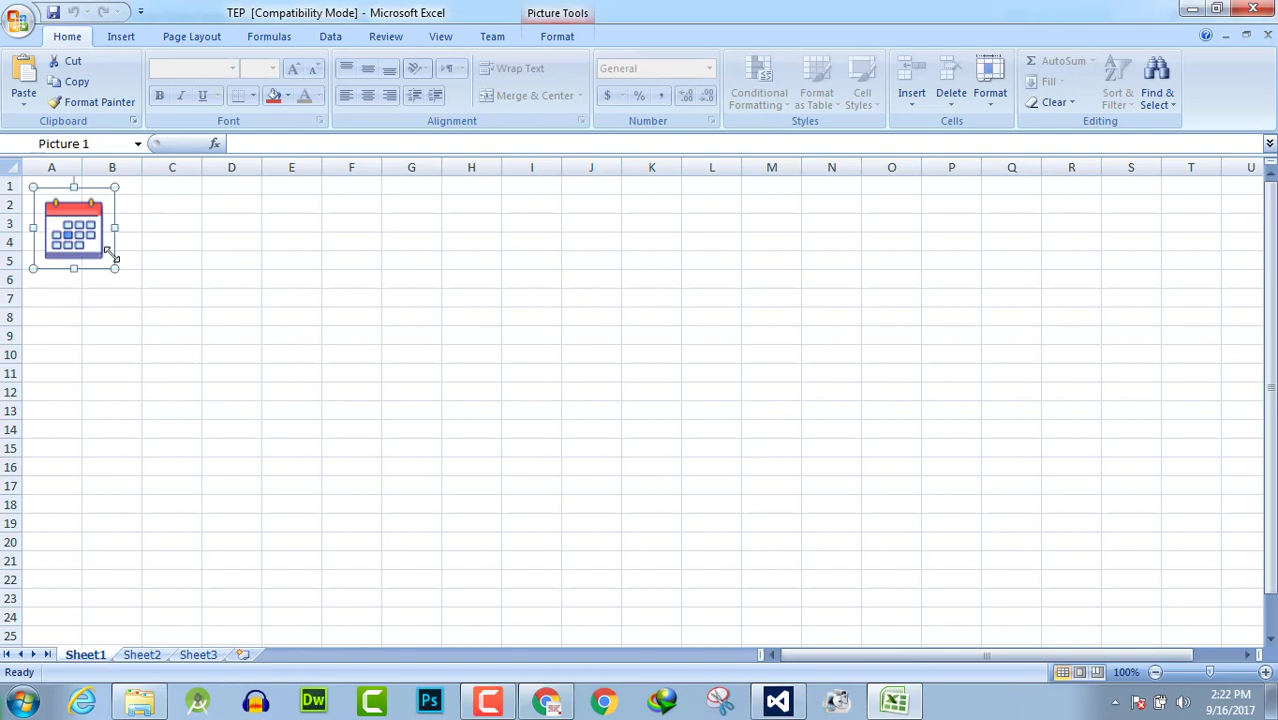 TEP [Compatibility Mode] - Microsoft Excel
Picture Tools
Home Insert Page Layout Formulas Data Review View Team Format
Paste
Cut
Copy
Format Painter
Clipboard
B I U
A A
A
Font
Wrap Text
Merge & Center
Alignment
General
$ % ,
Number
Conditional Formatting
Format as Table
Cell Styles
Styles
Insert
Delete
Format
Cells
AutoSum
Fill
Clear
Sort & Filter
Find & Select
Editing
Picture 1
fx
A B C D E F G H I J K L M N O P Q R S T U
1
2
3
4
5
6
7
8
9
10
11
12
13
14
15
16
17
18
19
20
21
22
23
24
25
Sheet1 Sheet2 Sheet3
Ready
100%
Dw
Ps
2:22 PM
9/16/2017